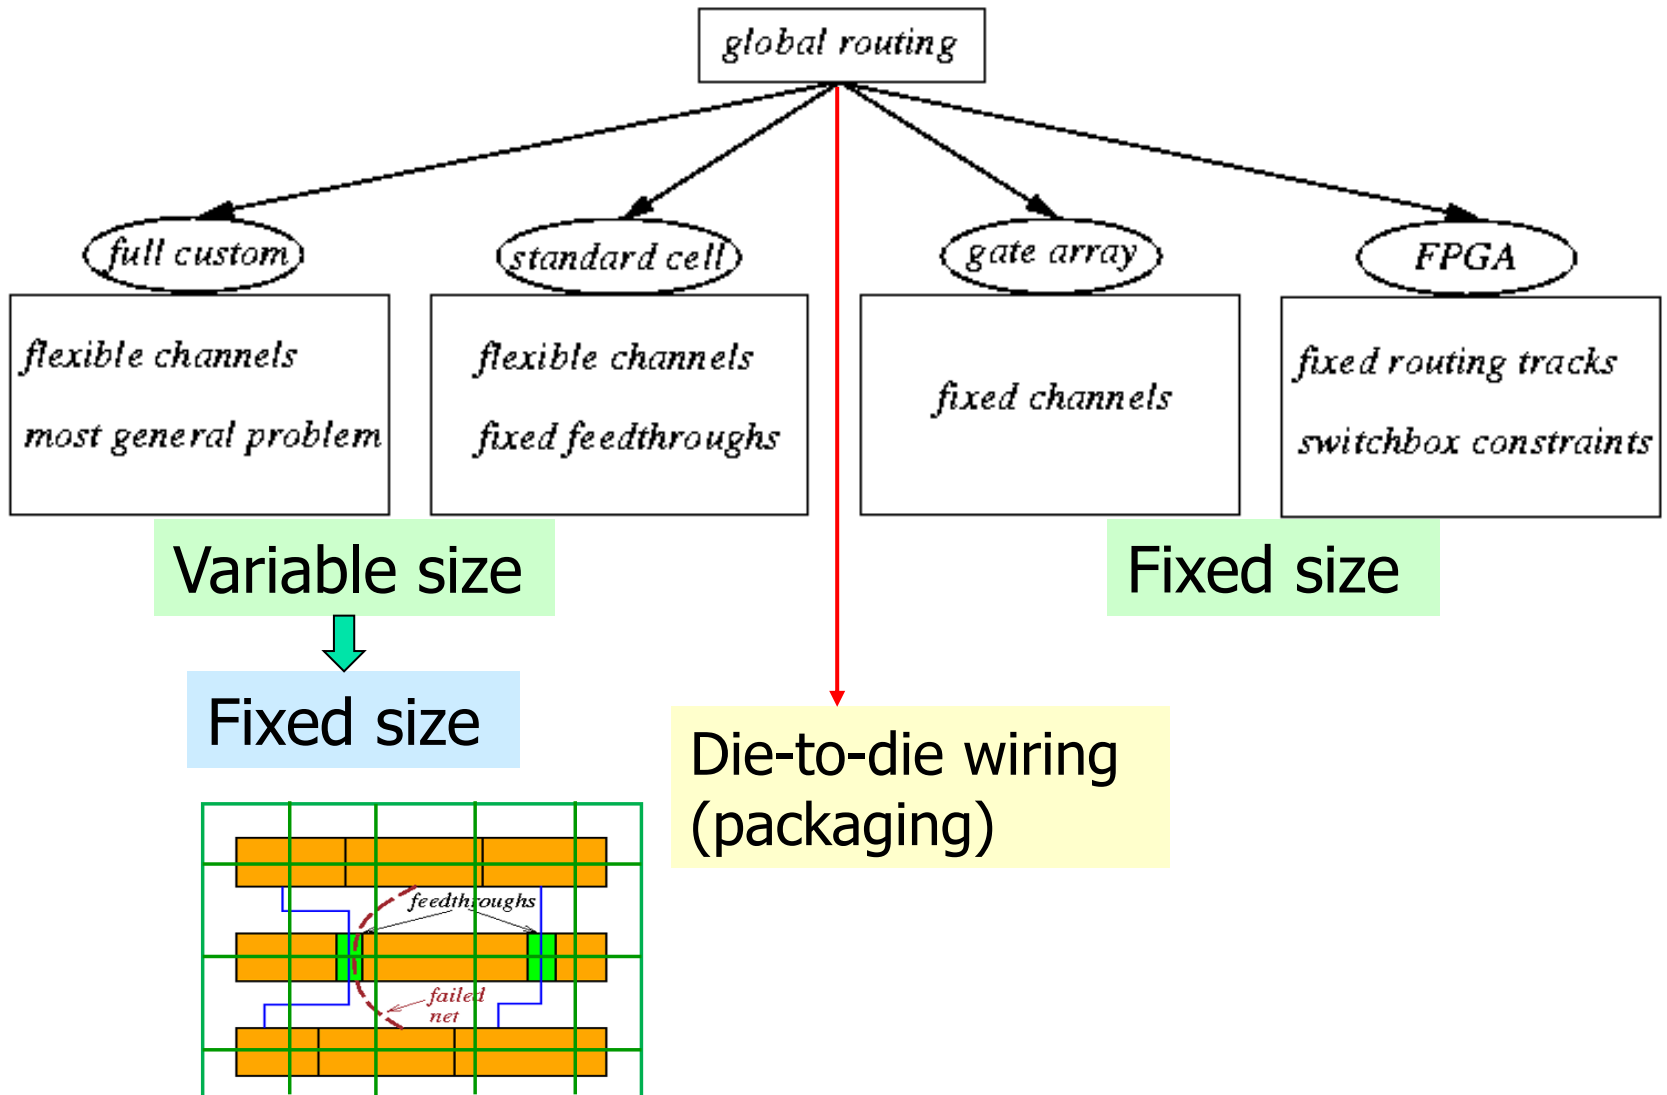 global routing
full custom
standard cell
gate array
FPGA
flexible channels
most general problem
flexible channels
fixed feedthroughs
fixed channels
fixed routing tracks
switchbox constraints
Variable size
Fixed size
Fixed size
Die-to-die wiring
(packaging)
feedthroughs
failed
net